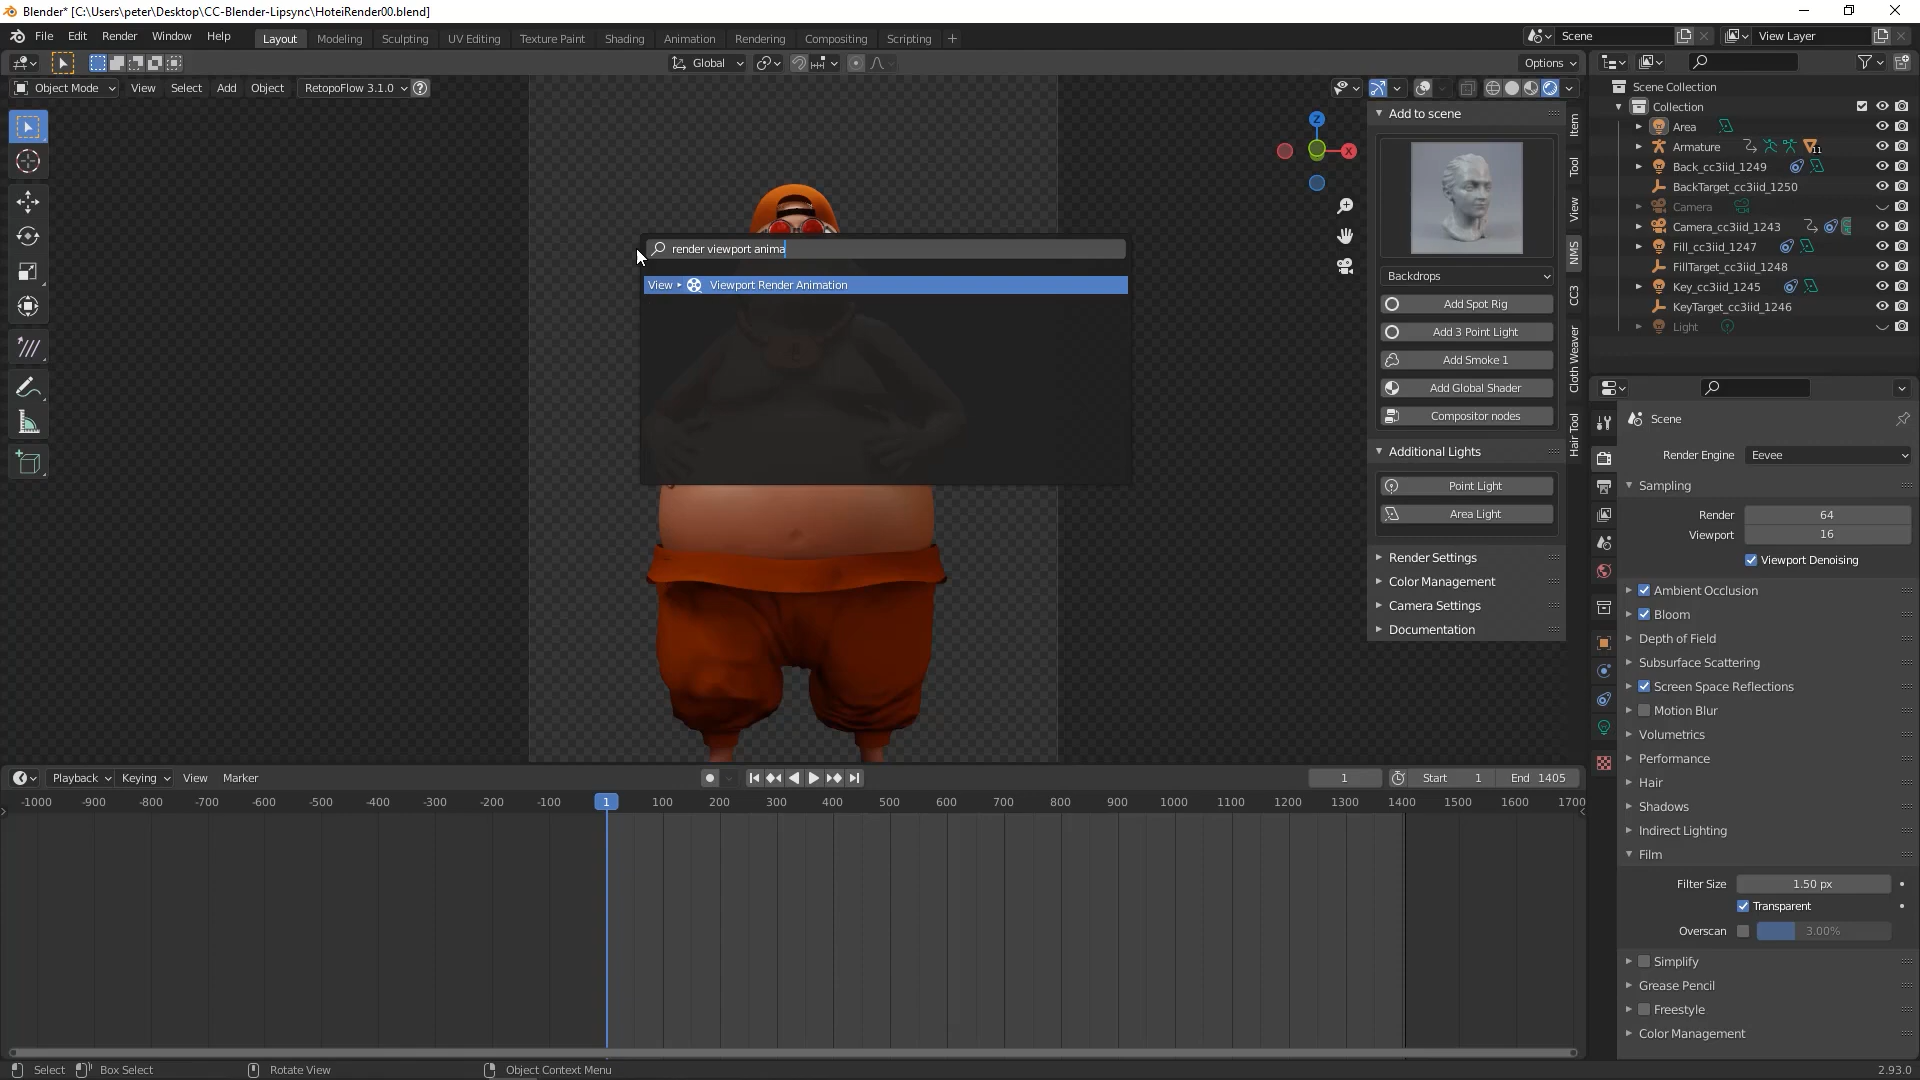 Blender* [C:\Users\peter\Desktop\CC-Blender-Lipsync\HoteiRender00.blend]
File Edit Render Window Help Layout Modeling Sculpting UV Editing Texture Paint Shading Animation Rendering Compositing Scripting + Scene View Layer
Global Options
Object Mode View Select Add Object RetopoFlow 3.1.0
Scene Collection
Collection
Area
Armature 11
Back_cc3iid_1249
BackTarget_cc3iid_1250
Camera
Camera_cc3iid_1243
Fill_cc3iid_1247
FillTarget_cc3iid_1248
Key_cc3iid_1245
KeyTarget_cc3iid_1246
Light
Z
X
render viewport anima
View ▸ Viewport Render Animation
Add to scene
Backdrops
Add Spot Rig
Add 3 Point Light
Add Smoke 1
Add Global Shader
Compositor nodes
Additional Lights
Point Light
Area Light
Render Settings
Color Management
Camera Settings
Documentation
Item
Tool
View
NMS
CC3
Cloth Weaver
Hair Tool
Scene
Render Engine Eevee
Sampling
Render 64
Viewport 16
Viewport Denoising
Ambient Occlusion
Bloom
Depth of Field
Subsurface Scattering
Screen Space Reflections
Motion Blur
Volumetrics
Performance
Hair
Shadows
Indirect Lighting
Film
Filter Size 1.50 px
Transparent
Overscan 3.00%
Simplify
Grease Pencil
Freestyle
Color Management
Playback Keying View Marker 1 Start 1 End 1405
-1000 -900 -800 -700 -600 -500 -400 -300 -200 -100 1 100 200 300 400 500 600 700 800 900 1000 1100 1200 1300 1400 1500 1600 1700
Select Box Select Rotate View Object Context Menu 2.93.0